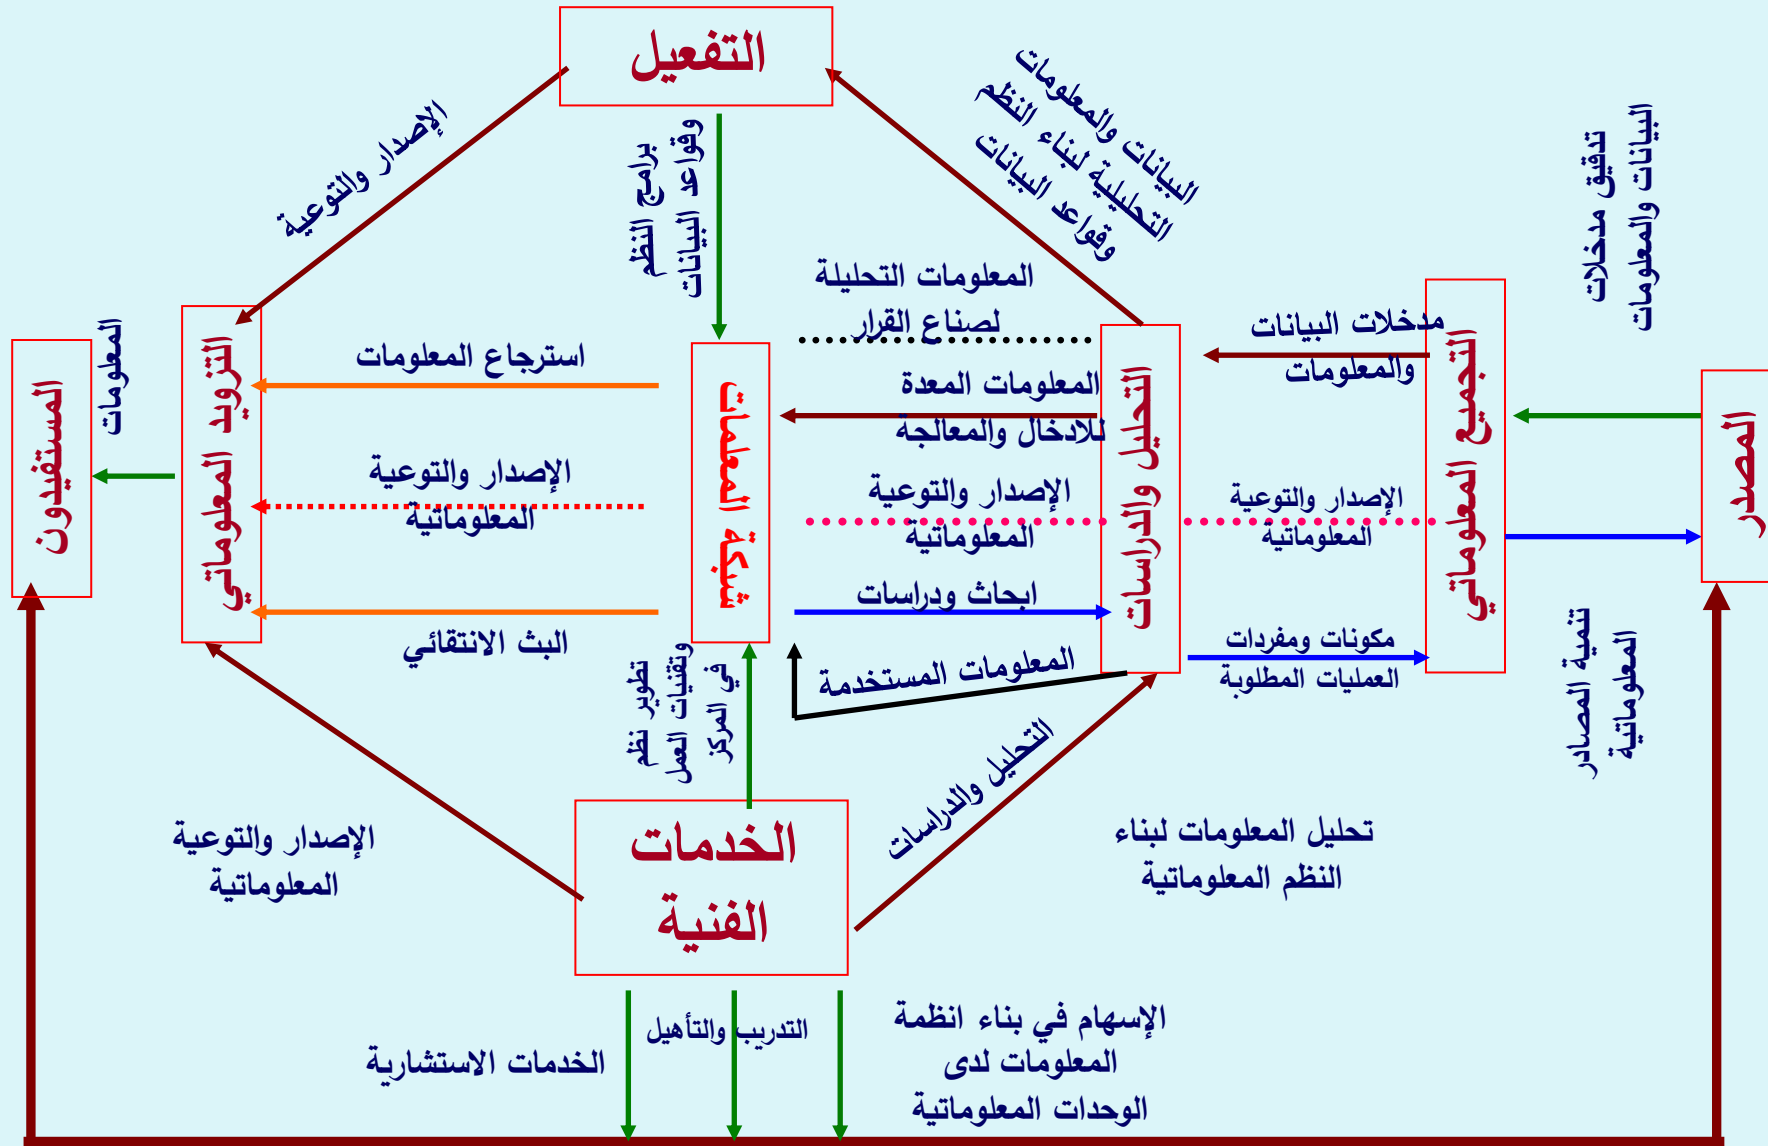 التفعيل
البيانات والمعلومات
التحليلية لبناء النظم
وقواعد البيانات
الإصدار والتوعية
برامج النظم
وقواعد البيانات
تدقيق مدخلات
البيانات والمعلومات
المصدر
التجميع المعلوماتي
مدخلات البيانات
والمعلومات
التحليل والدراسات
المعلومات التحليلة
لصناع القرار
المعلومات المعدة
للادخال والمعالجة
الإصدار والتوعية
المعلوماتية
الإصدار والتوعية
المعلوماتية
ابحاث ودراسات
المعلومات المستخدمة
مكونات ومفردات
العمليات المطلوبة
تنمية المصادر
المعلوماتية
شبكة المعلمات
استرجاع المعلومات
الإصدار والتوعية
المعلوماتية
البث الانتقائي
التزويد المعلوماتي
المعلومات
المستفيدون
تطوير نظم
وتقنيات العمل
في المركز
التحليل والدراسات
تحليل المعلومات لبناء
النظم المعلوماتية
الإصدار والتوعية
المعلوماتية
الخدمات
الفنية
الإسهام في بناء انظمة
المعلومات لدى
الوحدات المعلوماتية
التدريب والتأهيل
الخدمات الاستشارية